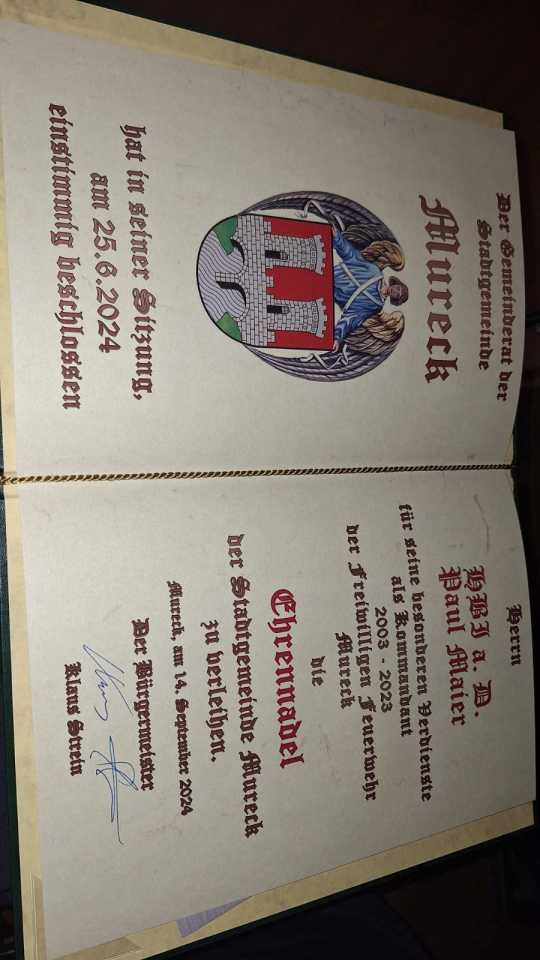 Der Gemeinderat der
Stadtgemeinde
Mureck
hat in seiner Sitzung,
am 25.6.2024
einstimmig beschlossen
Herrn
HBI a. D.
Paul Maier
für seine besonderen Verdienste
als Kommandant
2003 - 2023
der Freiwilligen Feuerwehr
Mureck
die
Ehrennadel
der Stadtgemeinde Mureck
zu verleihen.
Mureck, am 14. September 2024
Der Bürgermeister
Klaus Strein